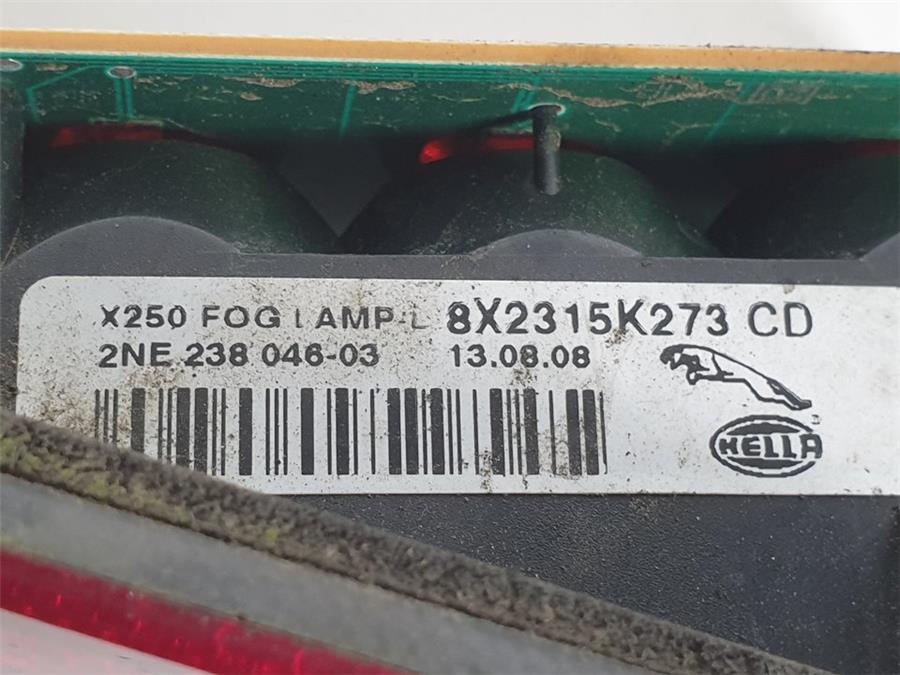 X250 FOG LAMP-L 8X2315K273 CD
2NE 238 046-03 13.08.08
HELLA